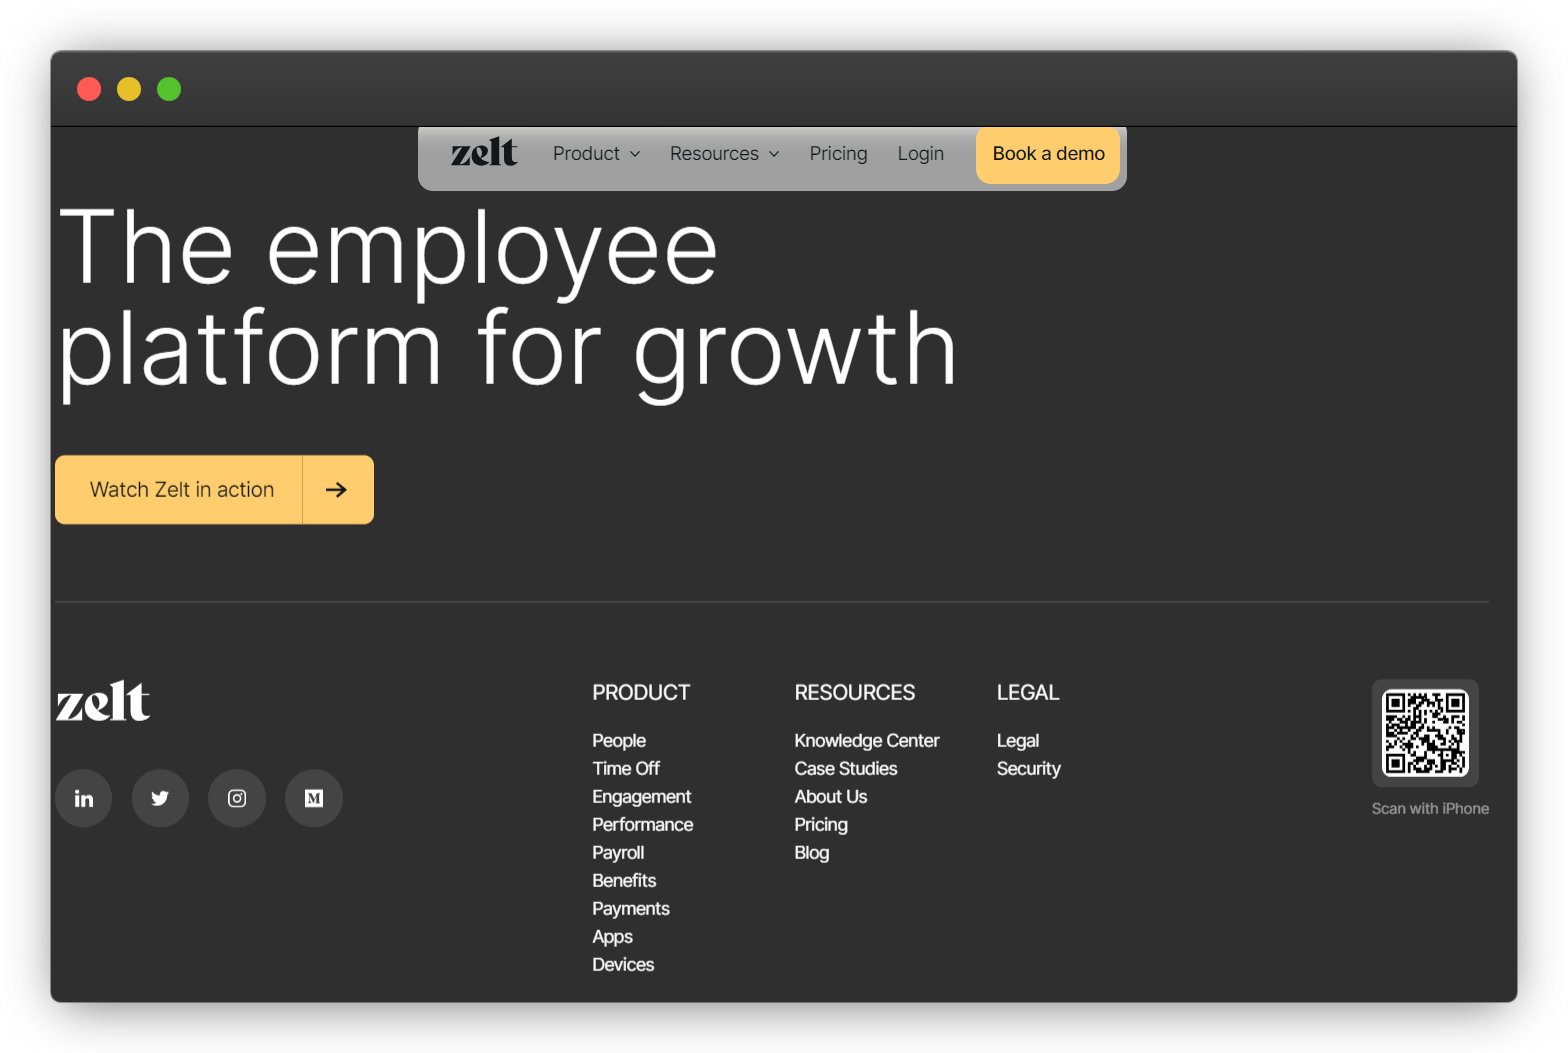 zelt Product Resources Pricing Login Book a demo
The employee
platform for growth
Watch Zelt in action
zelt
PRODUCT
People
Time Off
Engagement
Performance
Payroll
Benefits
Payments
Apps
Devices
RESOURCES
Knowledge Center
Case Studies
About Us
Pricing
Blog
LEGAL
Legal
Security
Scan with iPhone